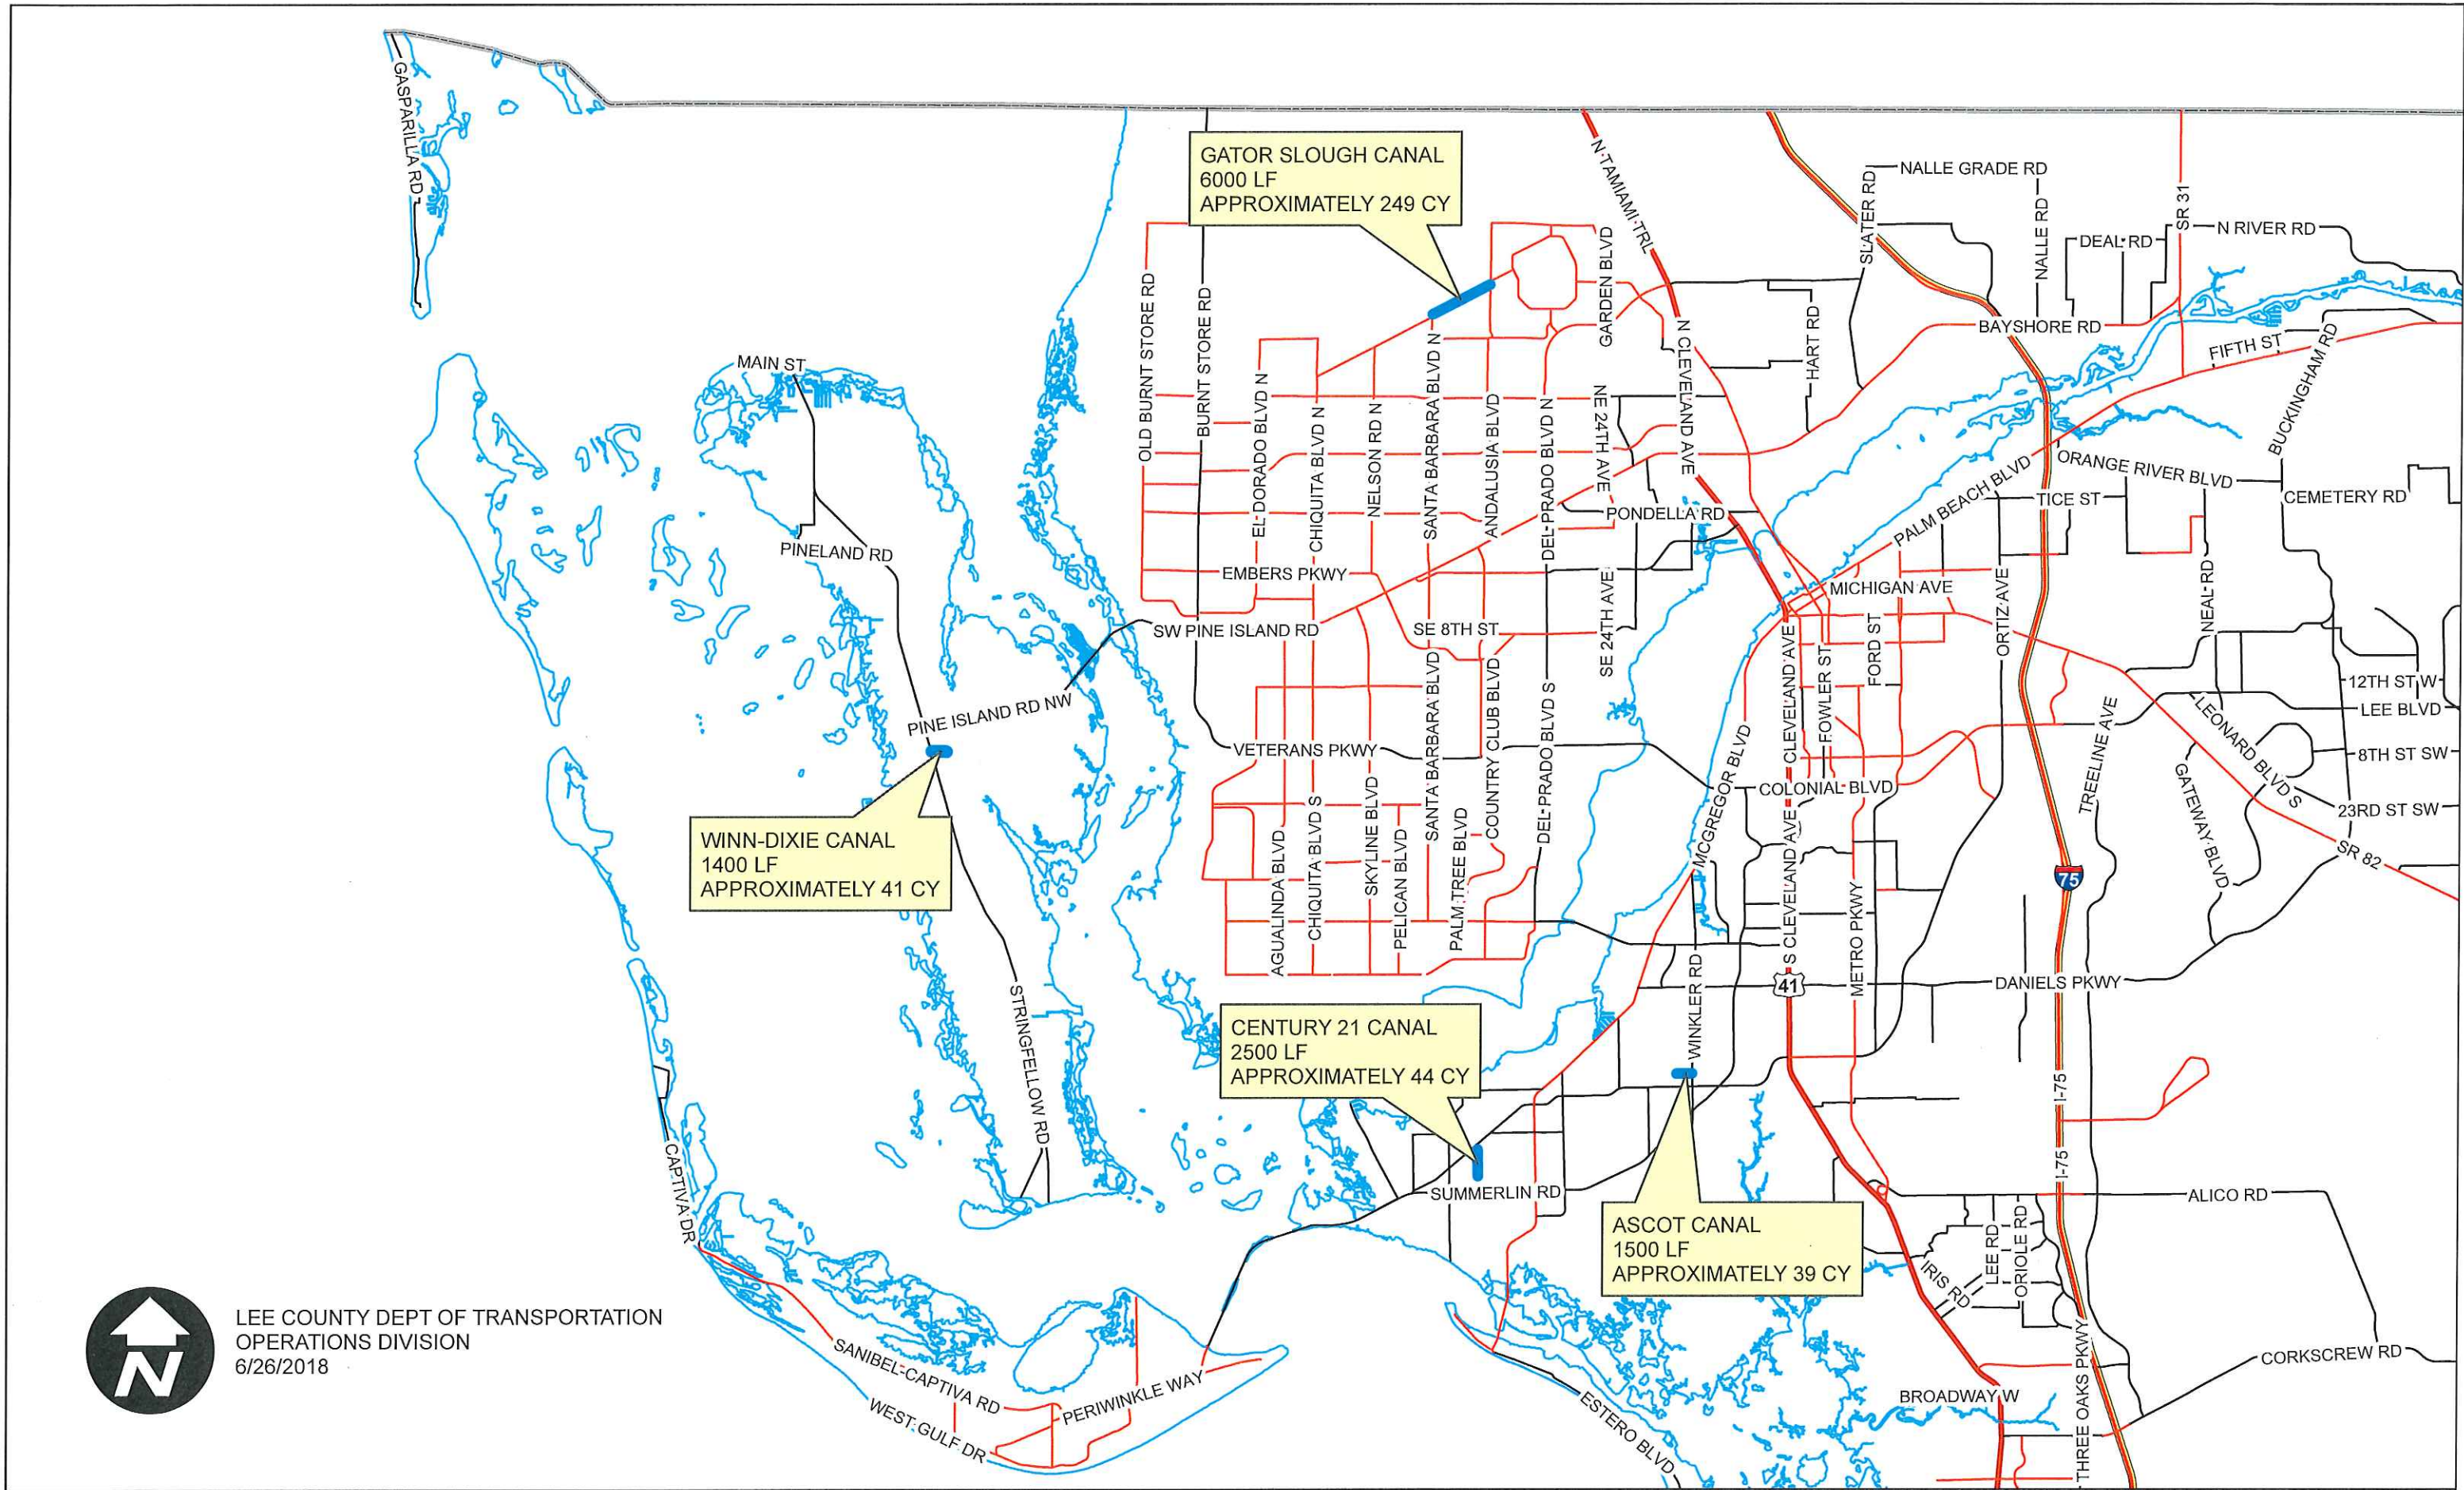 GASPARILLA RD
GATOR SLOUGH CANAL
6000 LF
APPROXIMATELY 249 CY
N TAMIAMI TRL
SLATER RD
NALLE GRADE RD
NALLE RD
SR 31
DEAL RD
N RIVER RD
OLD BURNT STORE RD
BURNT STORE RD
GARDEN BLVD
HART RD
BAYSHORE RD
FIFTH ST
BUCKINGHAM RD
MAIN ST
EL DORADO BLVD N
CHIQUITA BLVD N
NELSON RD N
SANTA BARBARA BLVD N
ANDALUSIA BLVD
DEL PRADO BLVD N
NE 24TH AVE
N CLEVELAND AVE
PALM BEACH BLVD
ORANGE RIVER BLVD
TICE ST
CEMETERY RD
PONDELLA RD
PINELAND RD
EMBERS PKWY
SE 24TH AVE
MICHIGAN AVE
ORTIZ AVE
NEAL RD
SW PINE ISLAND RD
SE 8TH ST
CLEVELAND AVE
FOWLER ST
FORD ST
12TH ST W
LEE BLVD
LEONARD BLVD S
8TH ST SW
PINE ISLAND RD NW
VETERANS PKWY
SANTA BARBARA BLVD
COUNTRY CLUB BLVD
DEL PRADO BLVD S
MCGREGOR BLVD
COLONIAL BLVD
TREELINE AVE
GATEWAY BLVD
23RD ST SW
SR 82
WINN-DIXIE CANAL
1400 LF
APPROXIMATELY 41 CY
AGUALINDA BLVD
CHIQUITA BLVD S
SKYLINE BLVD
PELICAN BLVD
PALM TREE BLVD
S CLEVELAND AVE
METRO PKWY
75
WINKLER RD
41
DANIELS PKWY
STRINGFELLOW RD
CENTURY 21 CANAL
2500 LF
APPROXIMATELY 44 CY
I-75
I-75
CAPTIVA DR
SUMMERLIN RD
ALICO RD
ASCOT CANAL
1500 LF
APPROXIMATELY 39 CY
LEE RD
ORIOLE RD
IRIS RD
N
LEE COUNTY DEPT OF TRANSPORTATION
OPERATIONS DIVISION
6/26/2018
SANIBEL-CAPTIVA RD
PERIWINKLE WAY
WEST GULF DR
ESTERO BLVD
BROADWAY W
THREE OAKS PKWY
CORKSCREW RD